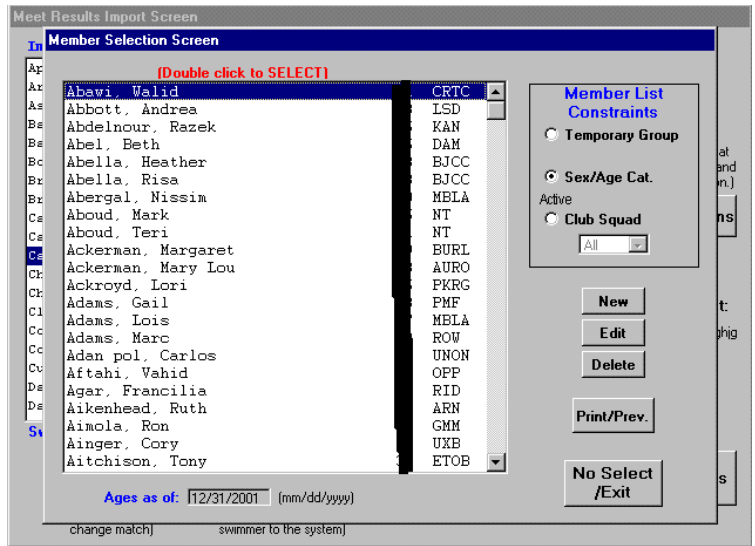 Meet Results Import Screen
Member Selection Screen
(Double click to SELECT)
Abawi, Walid CRTC
Abbott, Andrea LSD
Abdelnour, Razek KAN
Abel, Beth DAM
Abella, Heather BJCC
Abella, Risa BJCC
Abergal, Nissim MBLA
Aboud, Mark NT
Aboud, Teri NT
Ackerman, Margaret BURL
Ackerman, Mary Lou AURO
Ackroyd, Lori PKRG
Adams, Gail PMF
Adams, Lois MBLA
Adams, Marc ROW
Adan pol, Carlos UNON
Aftahi, Vahid OPP
Agar, Francilia RID
Aikenhead, Ruth ARN
Aimola, Ron GMM
Ainger, Cory UXB
Aitchison, Tony ETOB
Member List
Constraints
Temporary Group
Sex/Age Cat.
Active
Club Squad
All
New
Edit
Delete
Print/Prev.
No Select
/Exit
Ages as of: 12/31/2001 (mm/dd/yyyy)
change match) swimmer to the system)